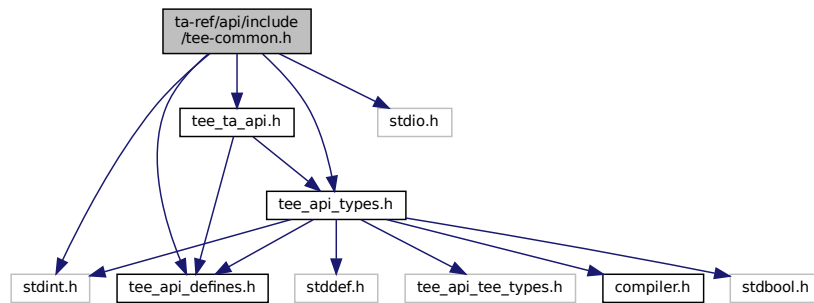 ta-ref/api/include
/tee-common.h
tee_ta_api.h
stdio.h
tee_api_types.h
stdint.h
tee_api_defines.h
stddef.h
tee_api_tee_types.h
compiler.h
stdbool.h